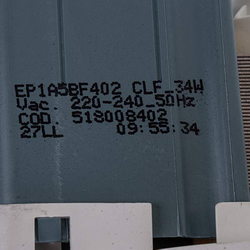 EP1A5BF402 CLF_34W
Vac. 220-240_50Hz
COD. 518008402
27LL 09:55:34